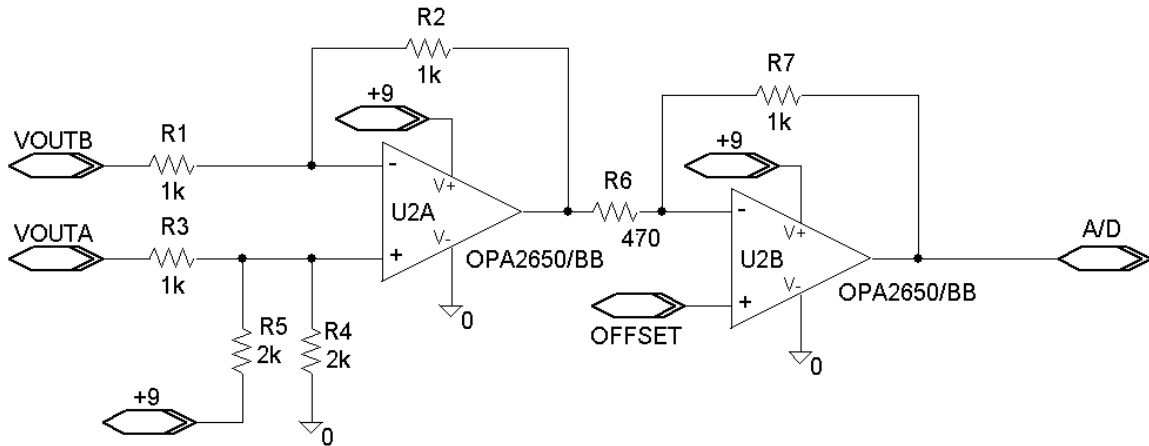 R2
1k
+9
VOUTB
R1
1k
-
V+
U2A
V-
+
OPA2650/BB
0
VOUTA
R3
1k
R5
2k
R4
2k
+9
0
R7
1k
+9
R6
470
-
V+
U2B
V-
+
OPA2650/BB
0
OFFSET
A/D